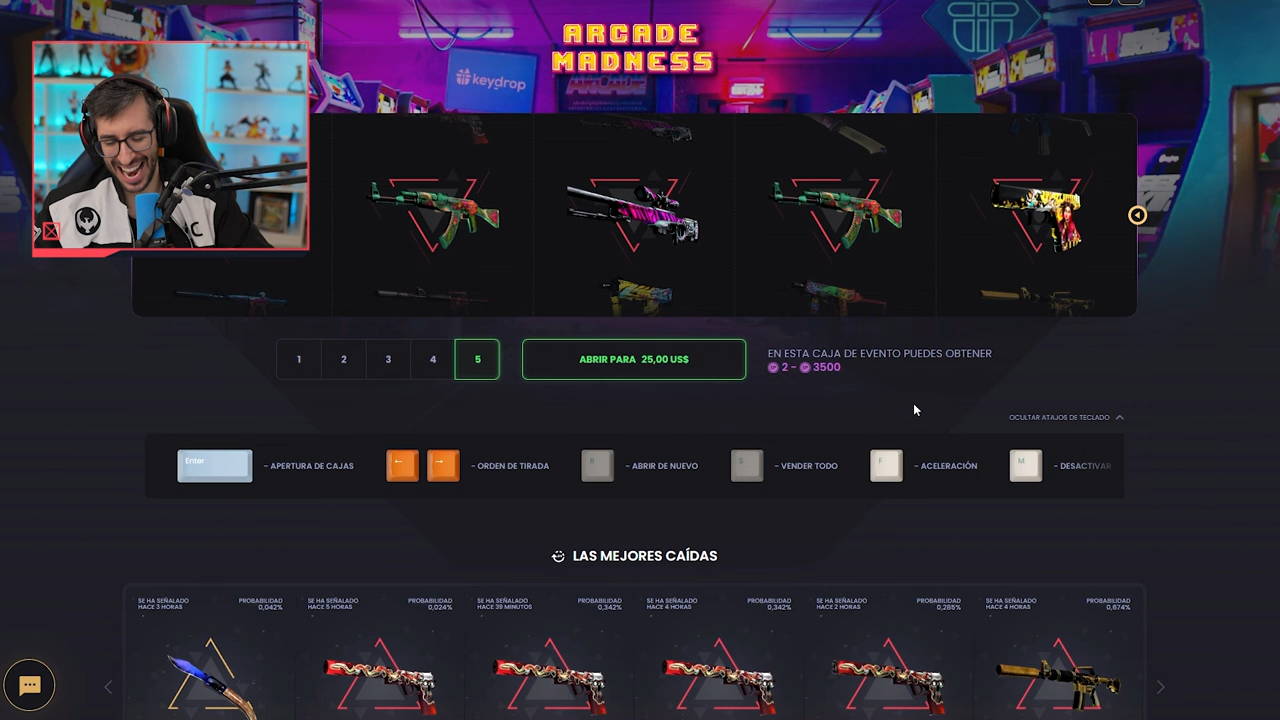 ARCADE
MADNESS
keydrop
ARCADE
C
1
2
3
4
5
ABRIR PARA 25,00 US$
EN ESTA CAJA DE EVENTO PUEDES OBTENER
2 - 3500
OCULTAR ATAJOS DE TECLADO
Enter
- APERTURA DE CAJAS
← →
- ORDEN DE TIRADA
- ABRIR DE NUEVO
S
- VENDER TODO
F
- ACELERACIÓN
M
- DESACTIVAR
LAS MEJORES CAÍDAS
SE HA SEÑALADO
HACE 3 HORAS
PROBABILIDAD
0,042%
SE HA SEÑALADO
HACE 5 HORAS
PROBABILIDAD
0,024%
SE HA SEÑALADO
HACE 39 MINUTOS
PROBABILIDAD
0,342%
SE HA SEÑALADO
HACE 4 HORAS
PROBABILIDAD
0,342%
SE HA SEÑALADO
HACE 2 HORAS
PROBABILIDAD
0,285%
SE HA SEÑALADO
HACE 4 HORAS
PROBABILIDAD
0,674%